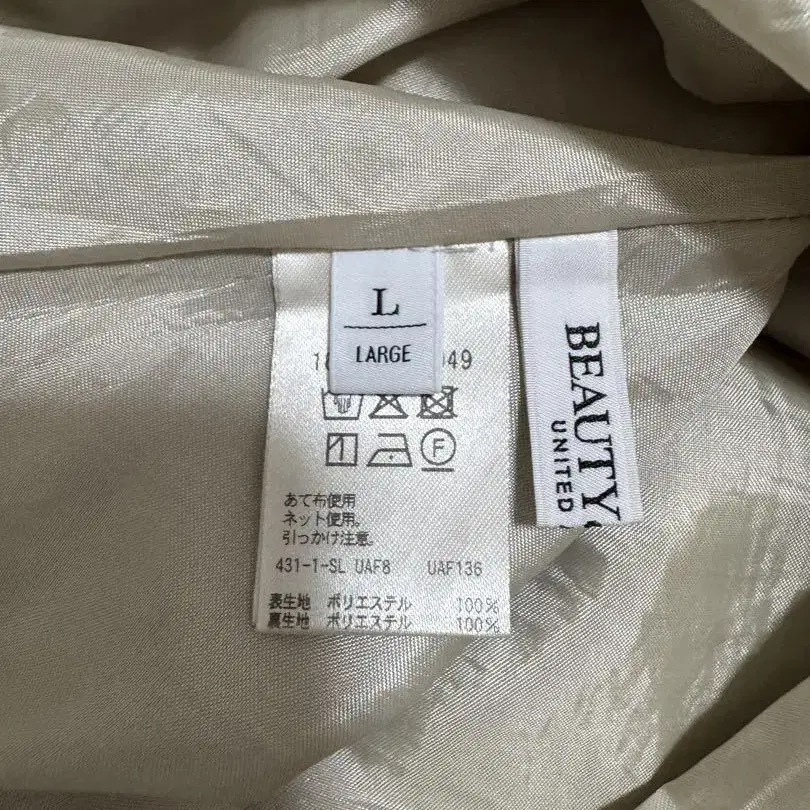 L
LARGE
049
あて布使用
ネット使用。
引っかけ注意。
431-1-SL UAF8 UAF136
表生地 ポリエステル 100%
裏生地 ポリエステル 100%
BEAUTY
UNITED
F